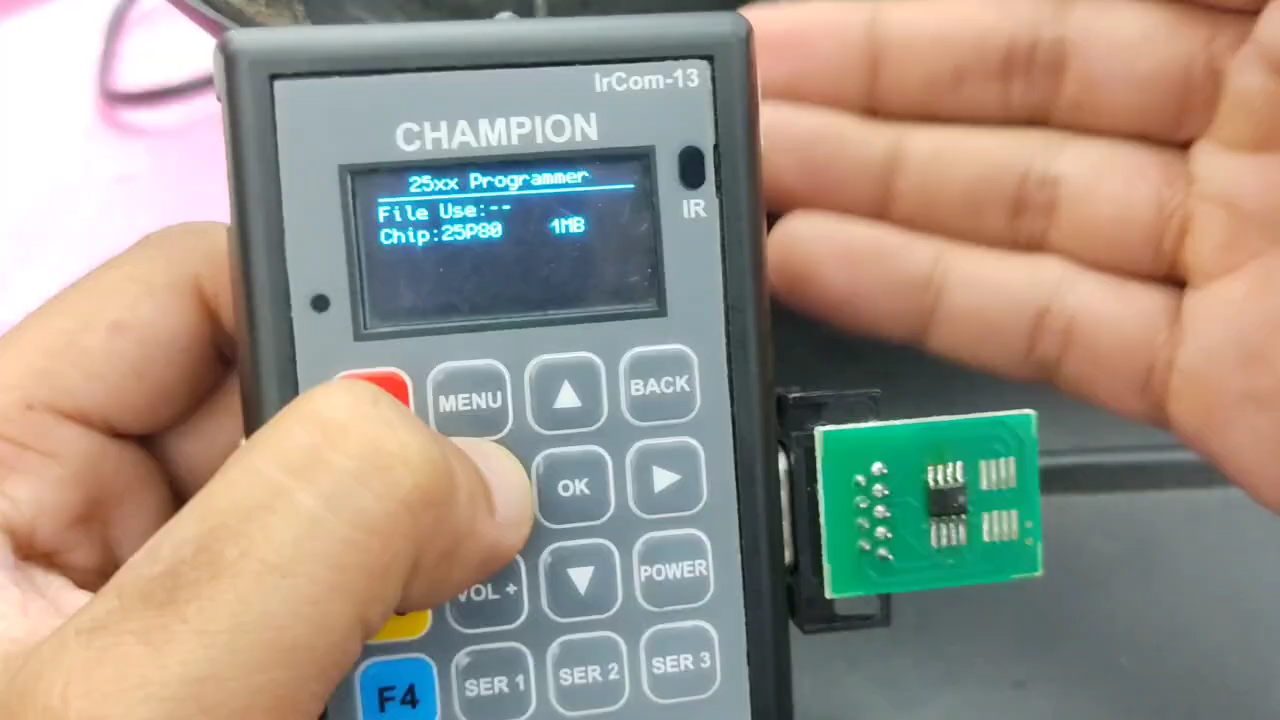 IrCom-13
CHAMPION
25xx Programmer
File Use:--
Chip:25P80 1MB
IR
MENU
BACK
OK
VOL +
POWER
F4
SER 1
SER 2
SER 3